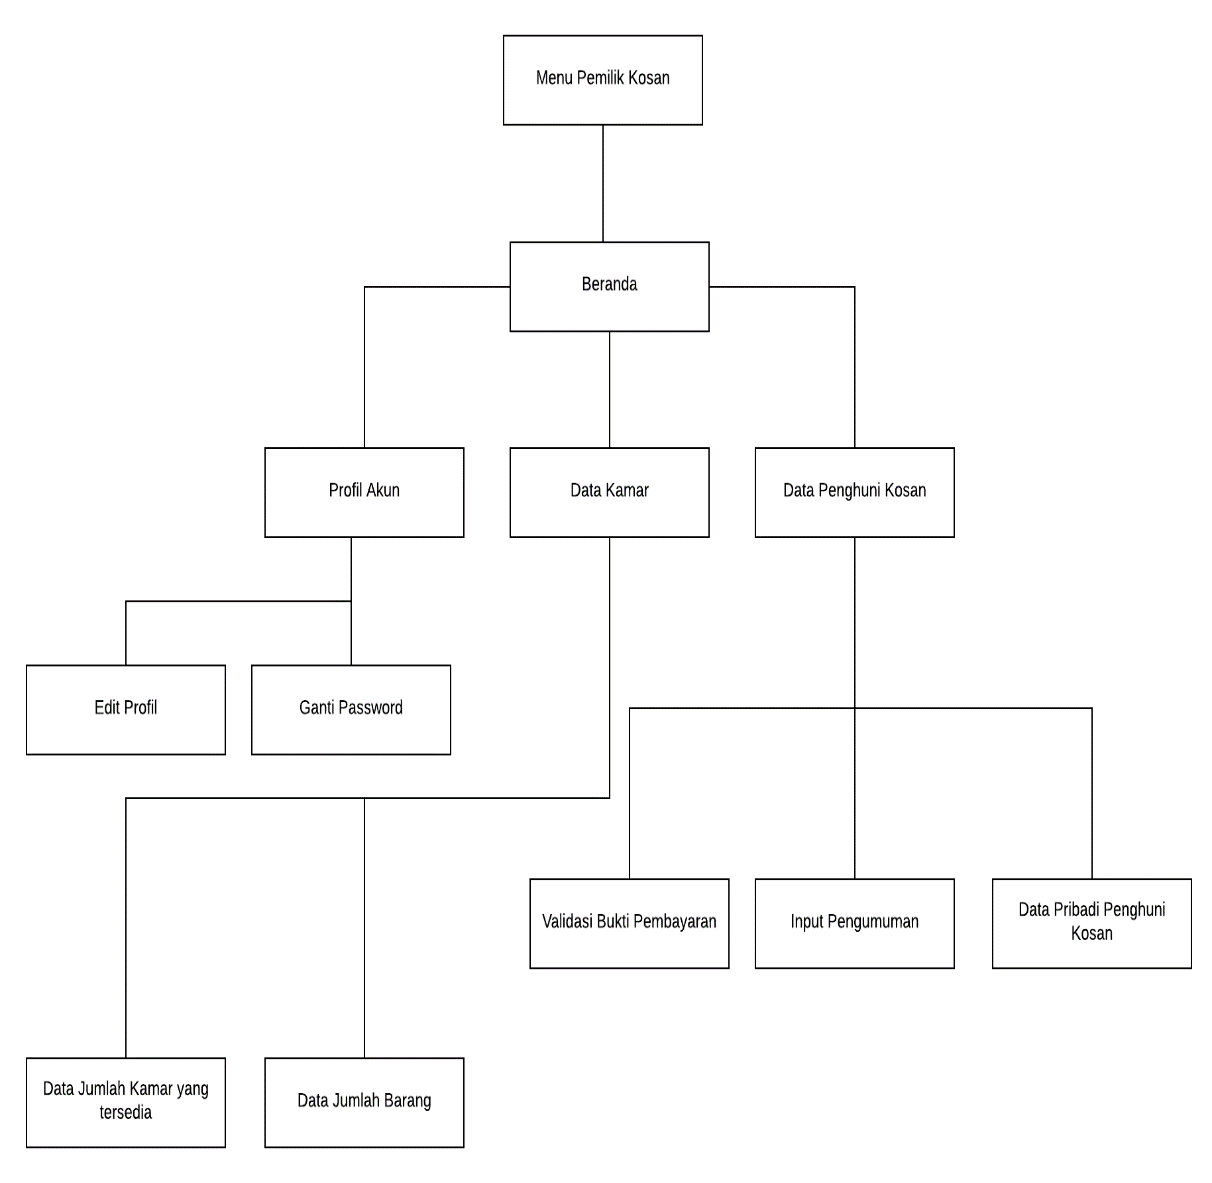 Menu Pemilik Kosan
Beranda
Profil Akun
Data Kamar
Data Penghuni Kosan
Edit Profil
Ganti Password
Validasi Bukti Pembayaran
Input Pengumuman
Data Pribadi Penghuni
Kosan
Data Jumlah Kamar yang
tersedia
Data Jumlah Barang